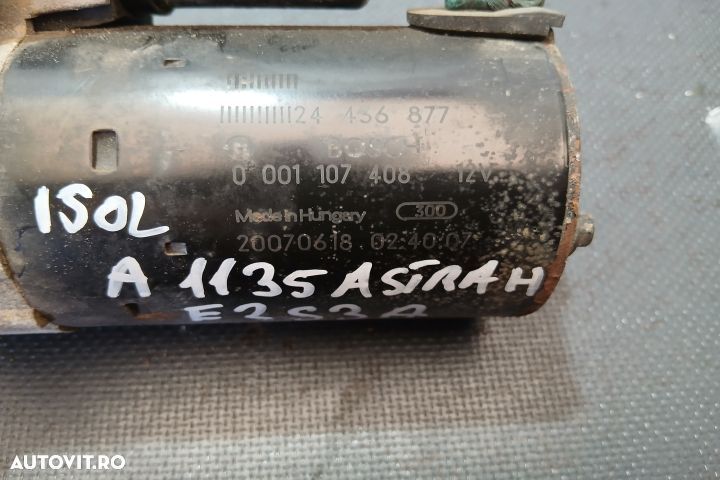 24 436 877
BOSCH
0 001 107 408 12V
Made in Hungary 300
20070618 02:40:07
ISOL
A 1135 ASTRA H
AUTOVIT.RO